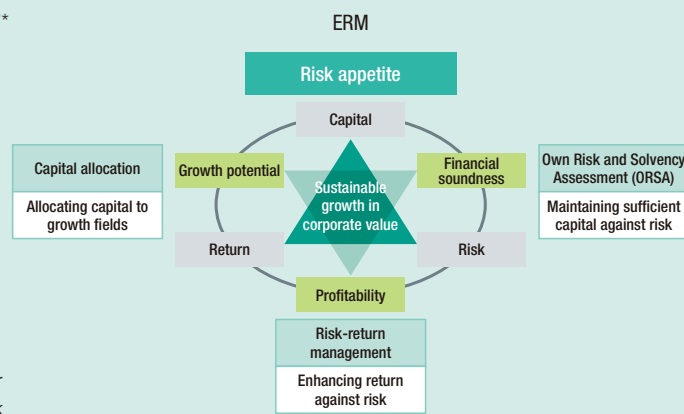 *
ERM
Risk appetite
Capital
Growth potential
Financial
soundness
Capital allocation
Allocating capital to
growth fields
Own Risk and Solvency
Assessment (ORSA)
Maintaining sufficient
capital against risk
Sustainable
growth in
corporate value
Return
Risk
Profitability
Risk-return
management
Enhancing return
against risk